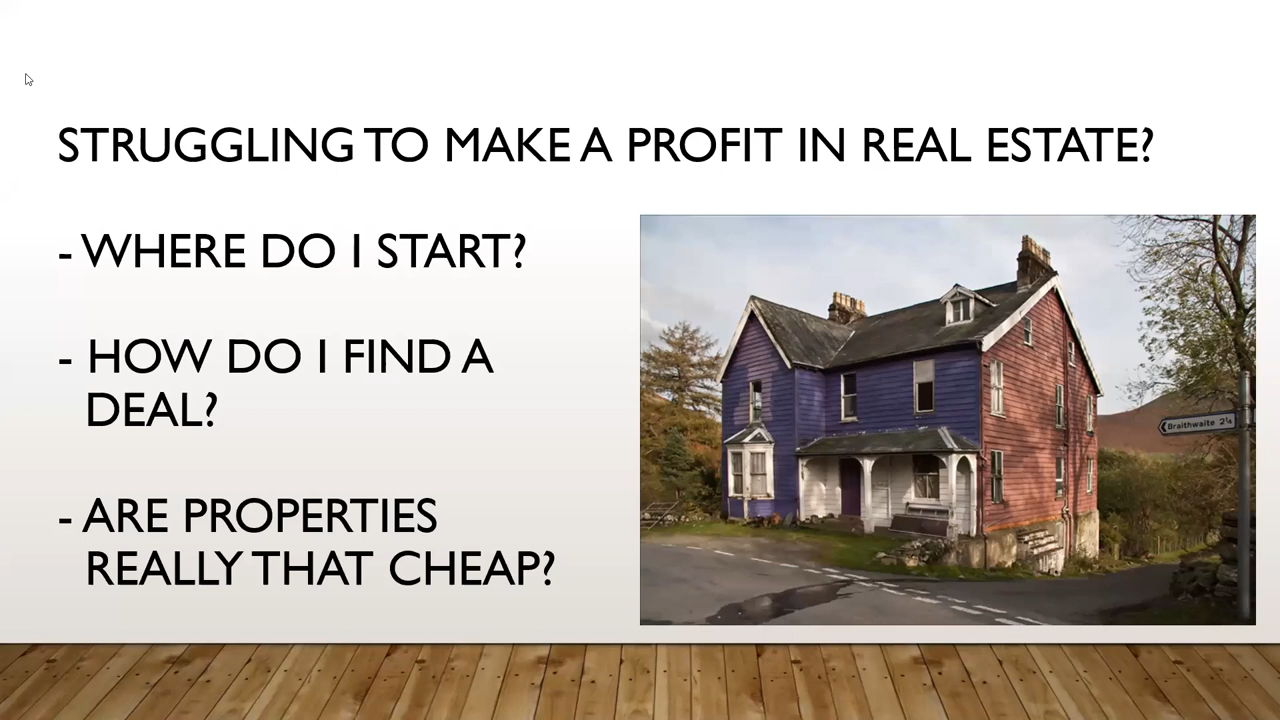 STRUGGLING TO MAKE A PROFIT IN REAL ESTATE?
- WHERE DO I START?
- HOW DO I FIND A
DEAL?
- ARE PROPERTIES
REALLY THAT CHEAP?
Braithwaite 2¼